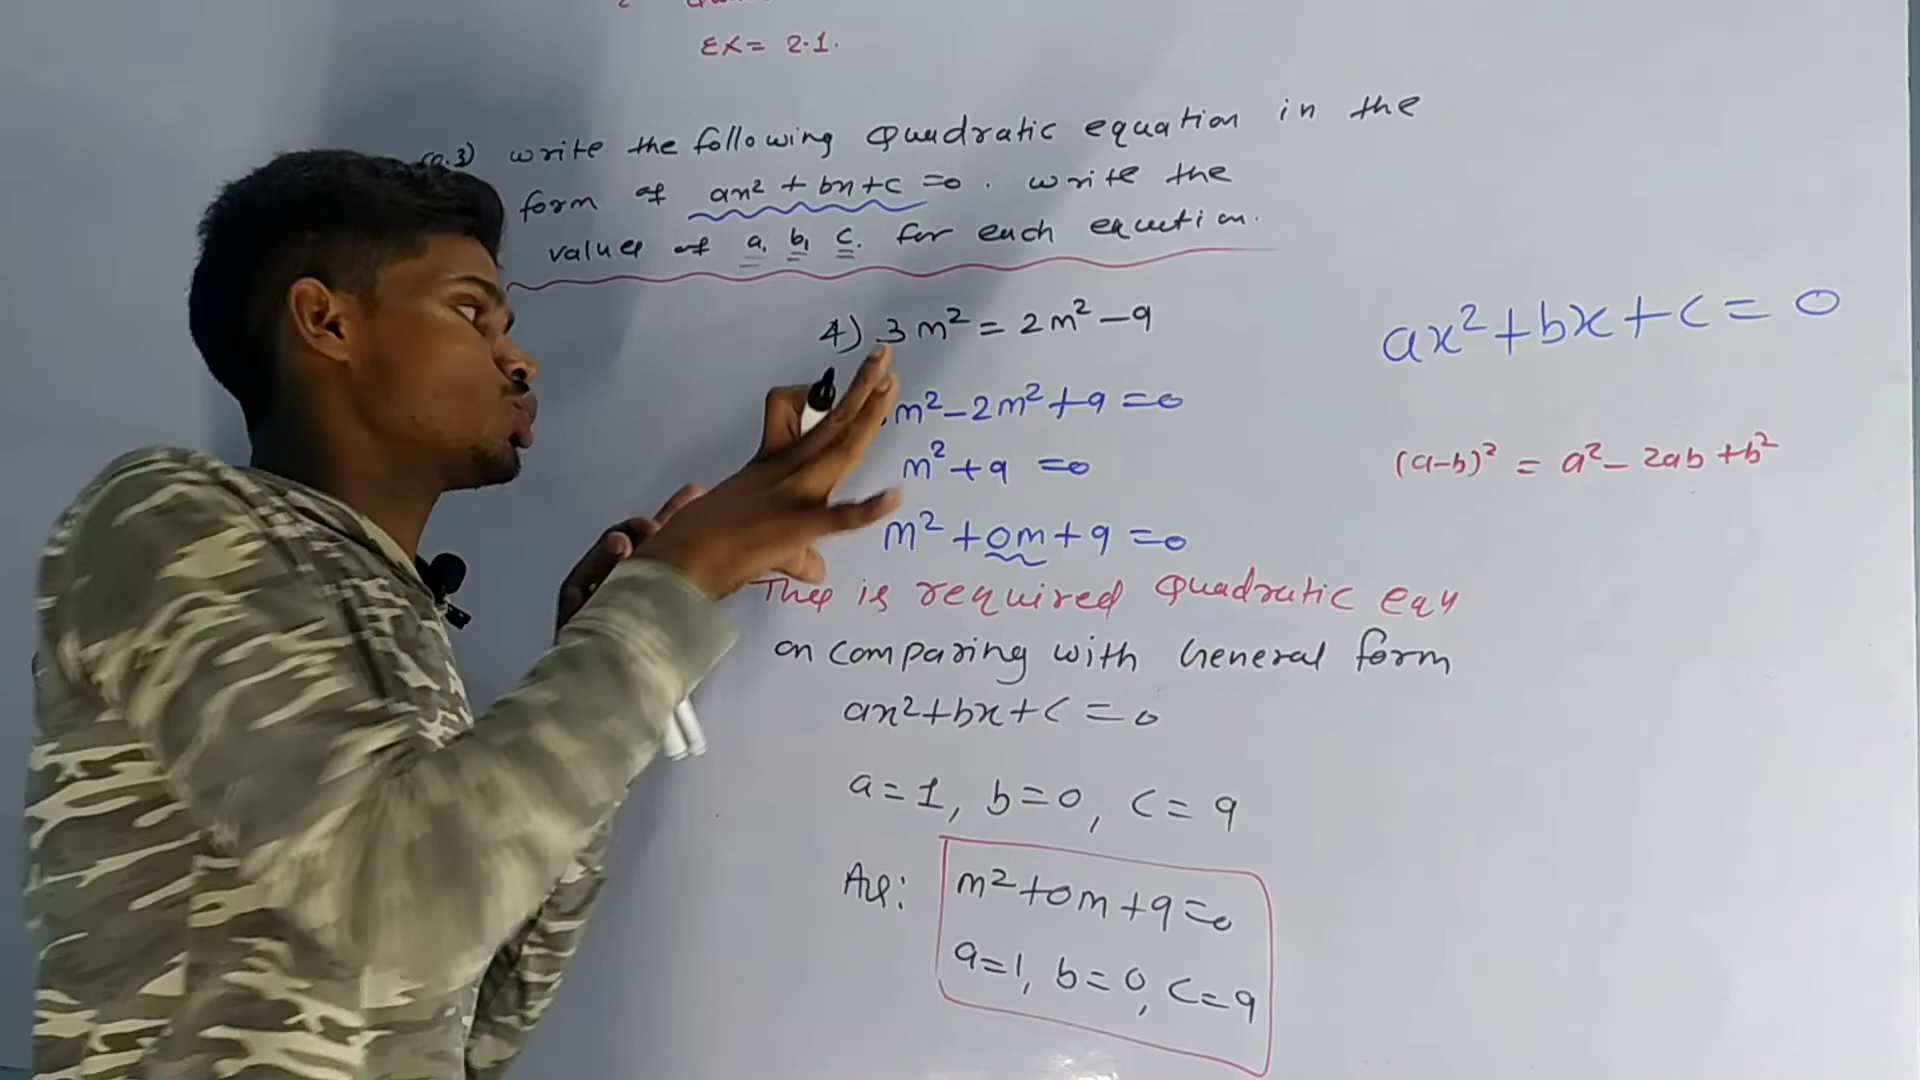 EX= 2.1.
Q.3) write the following Quadratic equation in the
form of ax² + bx+c =0. write the
values of a, b, c. for each equation.
4) 3m² = 2m² – 9
m² – 2m² + 9 = 0
m² + 9 = 0
m² + 0m + 9 = 0
This is required Quadratic eqn
on comparing with General form
ax²+bx+c = 0
a = 1, b = 0, c = 9
Ans: m² + 0m + 9 = 0
a=1, b = 0, c = 9
ax² + bx + c = 0
(a–b)² = a² – 2ab + b²